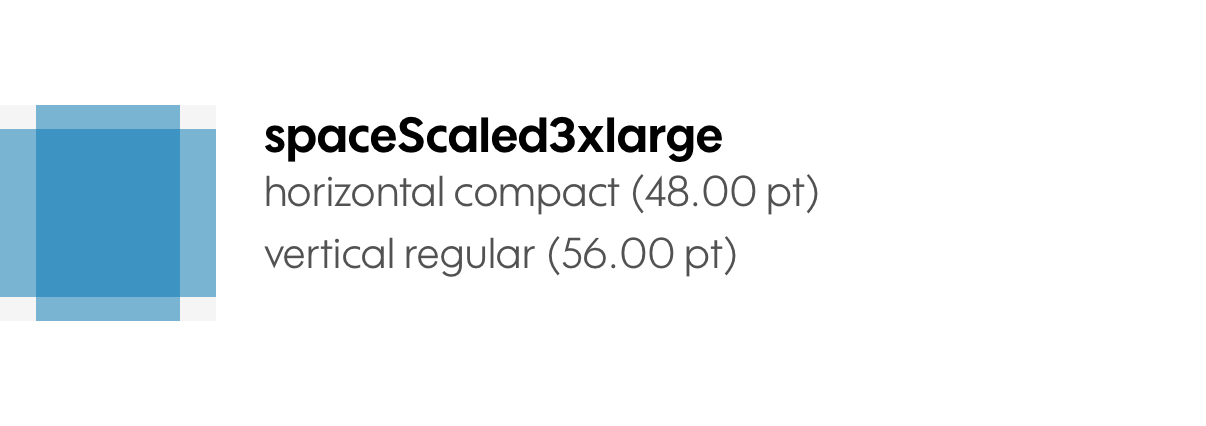 spaceScaled3xlarge
horizontal compact (48.00 pt)
vertical regular (56.00 pt)